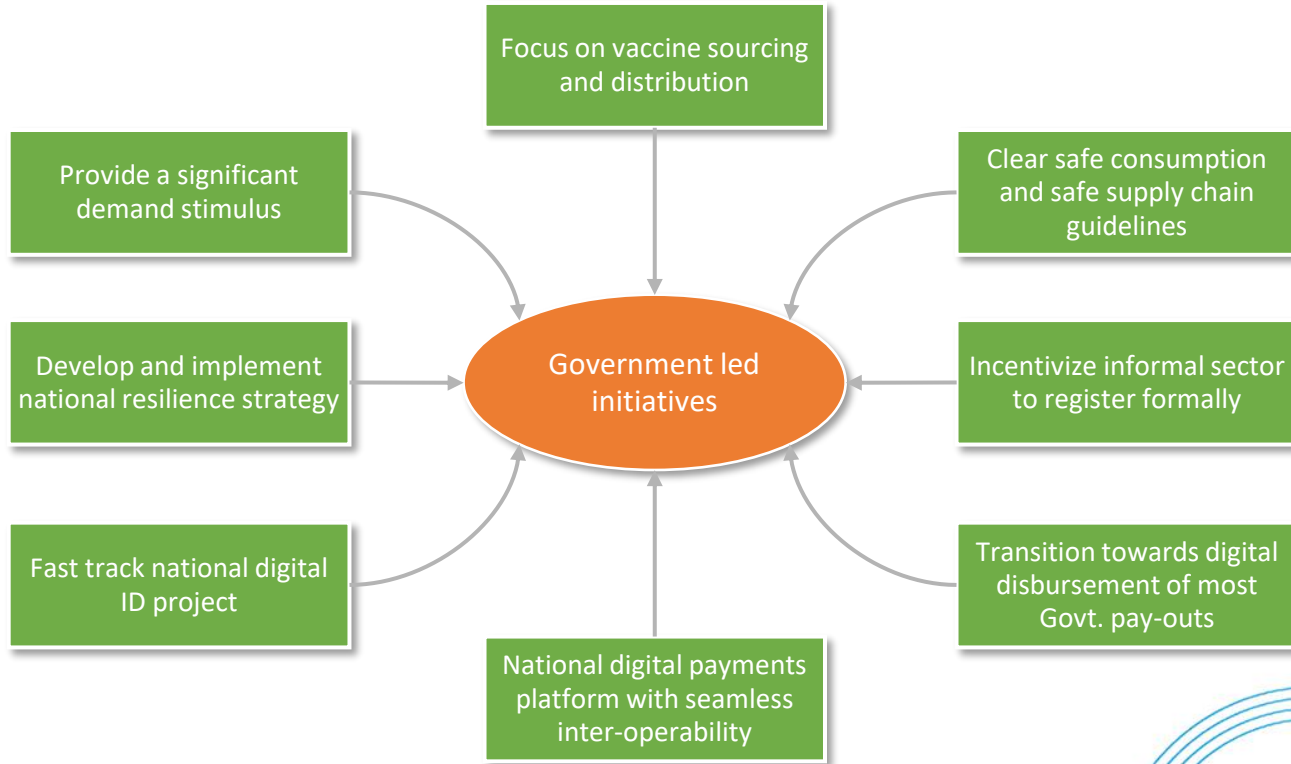 Focus on vaccine sourcing
and distribution
Provide a significant
demand stimulus
Clear safe consumption
and safe supply chain
guidelines
Develop and implement
national resilience strategy
Government led
initiatives
Incentivize informal sector
to register formally
Fast track national digital
ID project
Transition towards digital
disbursement of most
Govt. pay-outs
National digital payments
platform with seamless
inter-operability